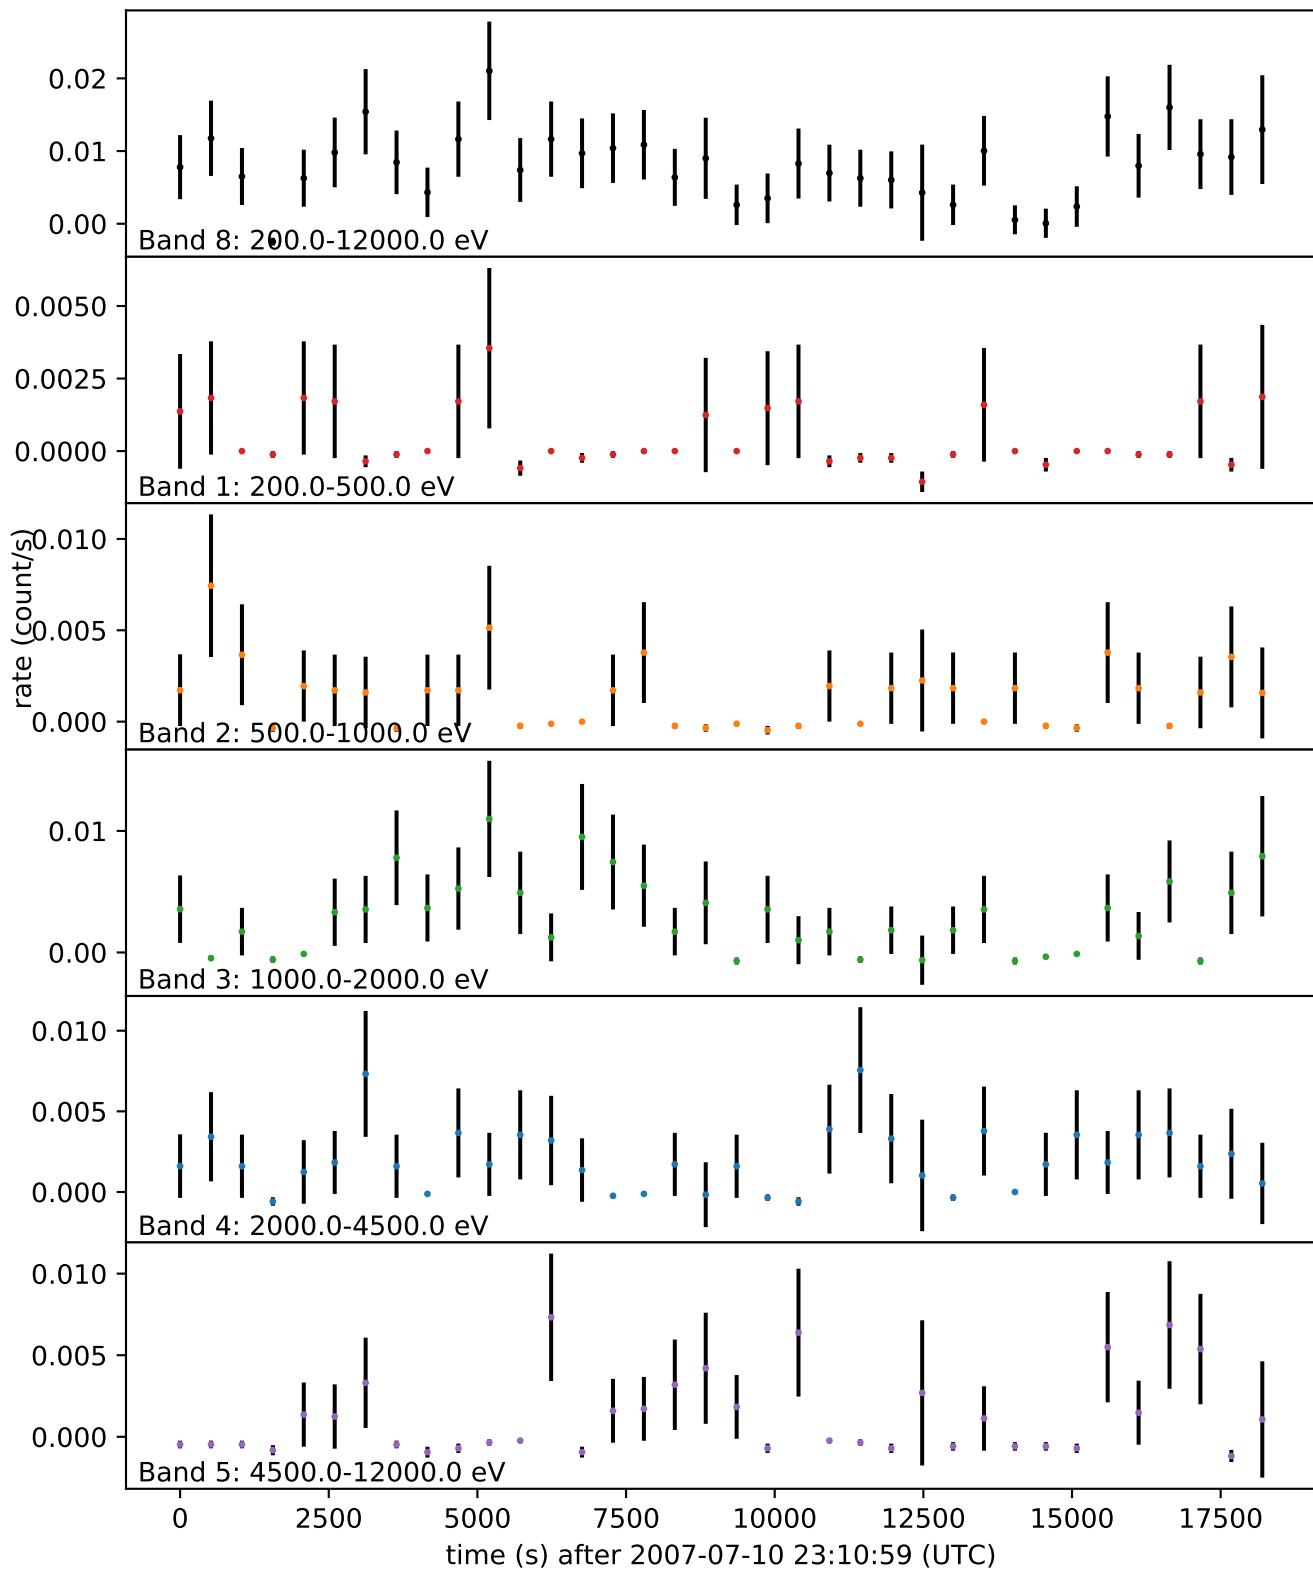 0.02
0.01
0.00
Band 8: 200.0-12000.0 eV
0.0050
0.0025
0.0000
Band 1: 200.0-500.0 eV
rate (count/s)
0.010
0.005
0.000
Band 2: 500.0-1000.0 eV
0.01
0.00
Band 3: 1000.0-2000.0 eV
0.010
0.005
0.000
Band 4: 2000.0-4500.0 eV
0.010
0.005
0.000
Band 5: 4500.0-12000.0 eV
0 2500 5000 7500 10000 12500 15000 17500
time (s) after 2007-07-10 23:10:59 (UTC)